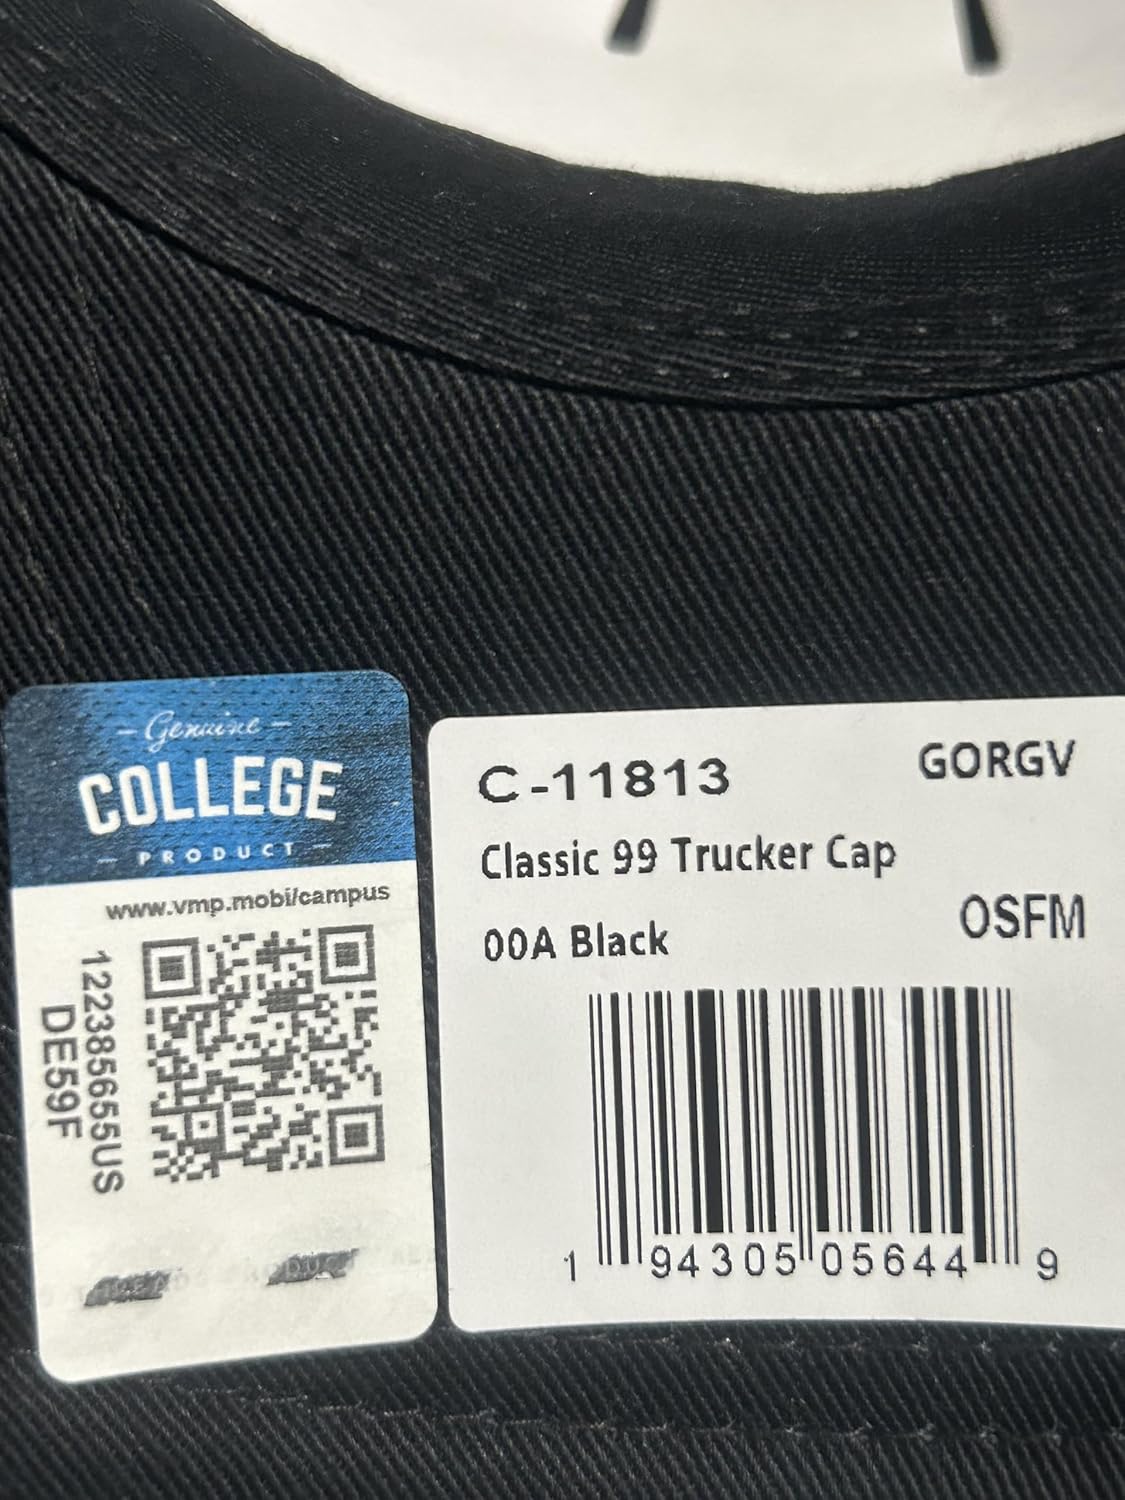 - Genuine -
COLLEGE
- PRODUCT -
www.vmp.mobi/campus
122385655US
DE59F
C-11813
GORGV
Classic 99 Trucker Cap
OSFM
00A Black
1 94305 05644 9